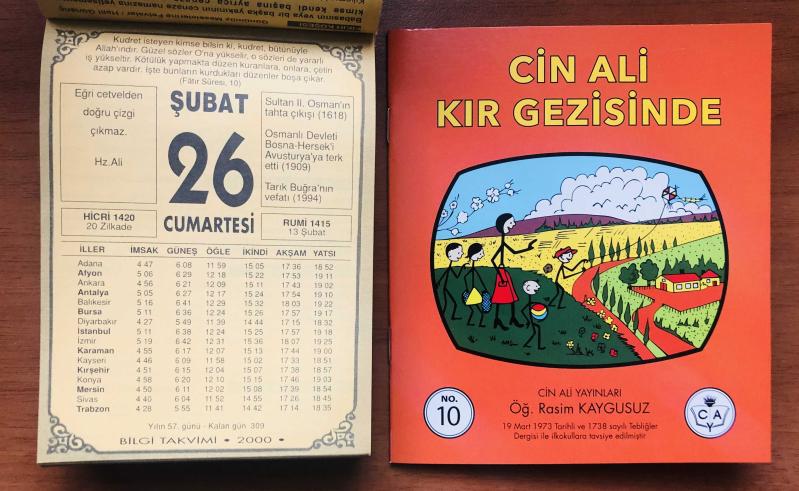 Kudret isteyen kimse bilsin ki, kudret, bütünüyle
Allah'ındır. Güzel sözler O'na yükselir, o sözleri de yararlı
iş yükseltir. Kötülük yapmakta düzen kuranlara, onlara, çetin
azap vardır. İşte bunların kurdukları düzenler boşa çıkar.
(Fâtır Sûresi, 10)
Eğri cetvelden
doğru çizgi
çıkmaz.
Hz.Ali
ŞUBAT
26
CUMARTESİ
Sultan II. Osman'ın
tahta çıkışı (1618)
Osmanlı Devleti
Bosna-Hersek'i
Avusturya'ya terk
etti (1909)
Tarık Buğra'nın
vefatı (1994)
HİCRİ 1420
20 Zilkade
RUMİ 1415
13 Şubat
İLLER İMSAK GÜNEŞ ÖĞLE İKİNDİ AKŞAM YATSI
Adana 4 47 6 08 11 59 15 05 17 36 18 52
Afyon 5 06 6 29 12 18 15 22 17 53 19 11
Ankara 4 56 6 21 12 09 15 11 17 43 19 02
Antalya 5 05 6 27 12 17 15 24 17 54 19 10
Balıkesir 5 16 6 41 12 29 15 32 18 03 19 22
Bursa 5 11 6 36 12 24 15 26 17 57 19 17
Diyarbakır 4 27 5 49 11 39 14 44 17 15 18 32
İstanbul 5 11 6 38 12 24 15 25 17 57 19 18
İzmir 5 19 6 42 12 31 15 36 18 07 19 25
Karaman 4 55 6 17 12 07 15 13 17 44 19 00
Kayseri 4 46 6 09 11 58 15 02 17 33 18 51
Kırşehir 4 51 6 15 12 04 15 07 17 38 18 57
Konya 4 58 6 20 12 10 15 15 17 46 19 03
Mersin 4 50 6 11 12 02 15 08 17 39 18 54
Sivas 4 40 6 04 11 52 14 55 17 26 18 45
Trabzon 4 28 5 55 11 41 14 42 17 14 18 35
Yılın 57. günü - Kalan gün 309
BİLGİ TAKVİMİ • 2000 •
CİN ALİ
KIR GEZİSİNDE
NO.
10
CİN ALİ YAYINLARI
Öğ. Rasim KAYGUSUZ
19 Mart 1973 Tarihli ve 1738 sayılı Tebliğler
Dergisi ile ilkokullara tavsiye edilmiştir
C A
Y